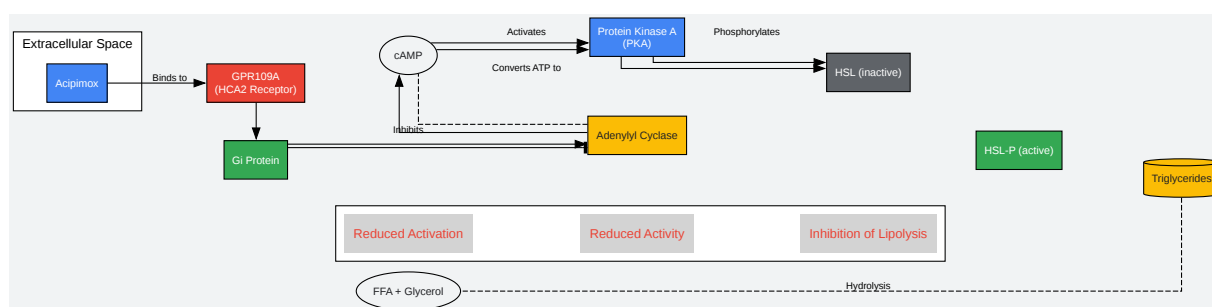 Extracellular Space
Acipimox
Binds to
GPR109A
(HCA2 Receptor)
Gi Protein
cAMP
Activates
Converts ATP to
Inhibits
Protein Kinase A
(PKA)
Phosphorylates
HSL (inactive)
Adenylyl Cyclase
HSL-P (active)
Triglycerides
Reduced Activation
Reduced Activity
Inhibition of Lipolysis
FFA + Glycerol
Hydrolysis